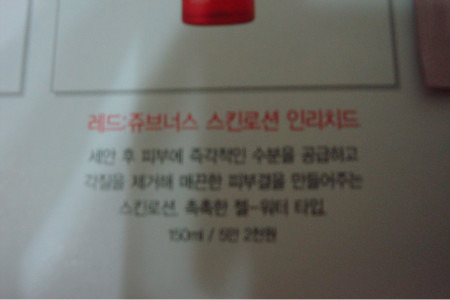 레드:쥬브너스 스킨로션 인리치드
세안 후 피부에 즉각적인 수분을 공급하고
각질을 제거해 매끈한 피부결을 만들어주는
스킨로션. 촉촉한 젤-워터 타입.
150ml / 5만 2천원